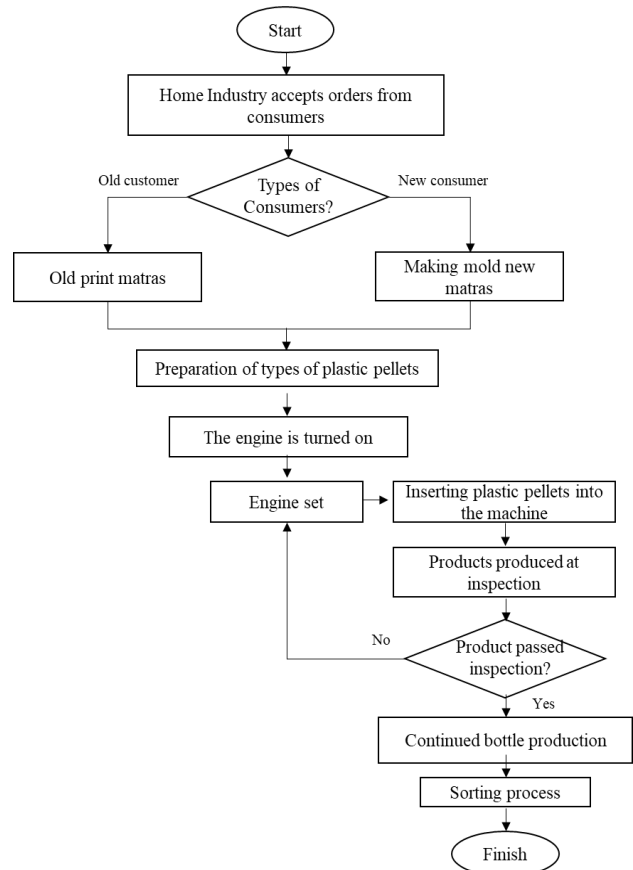 Start
Home Industry accepts orders from
consumers
Old customer
Types of
Consumers?
New consumer
Old print matras
Making mold new
matras
Preparation of types of plastic pellets
The engine is turned on
Engine set
Inserting plastic pellets into
the machine
Products produced at
inspection
No
Product passed
inspection?
Yes
Continued bottle production
Sorting process
Finish